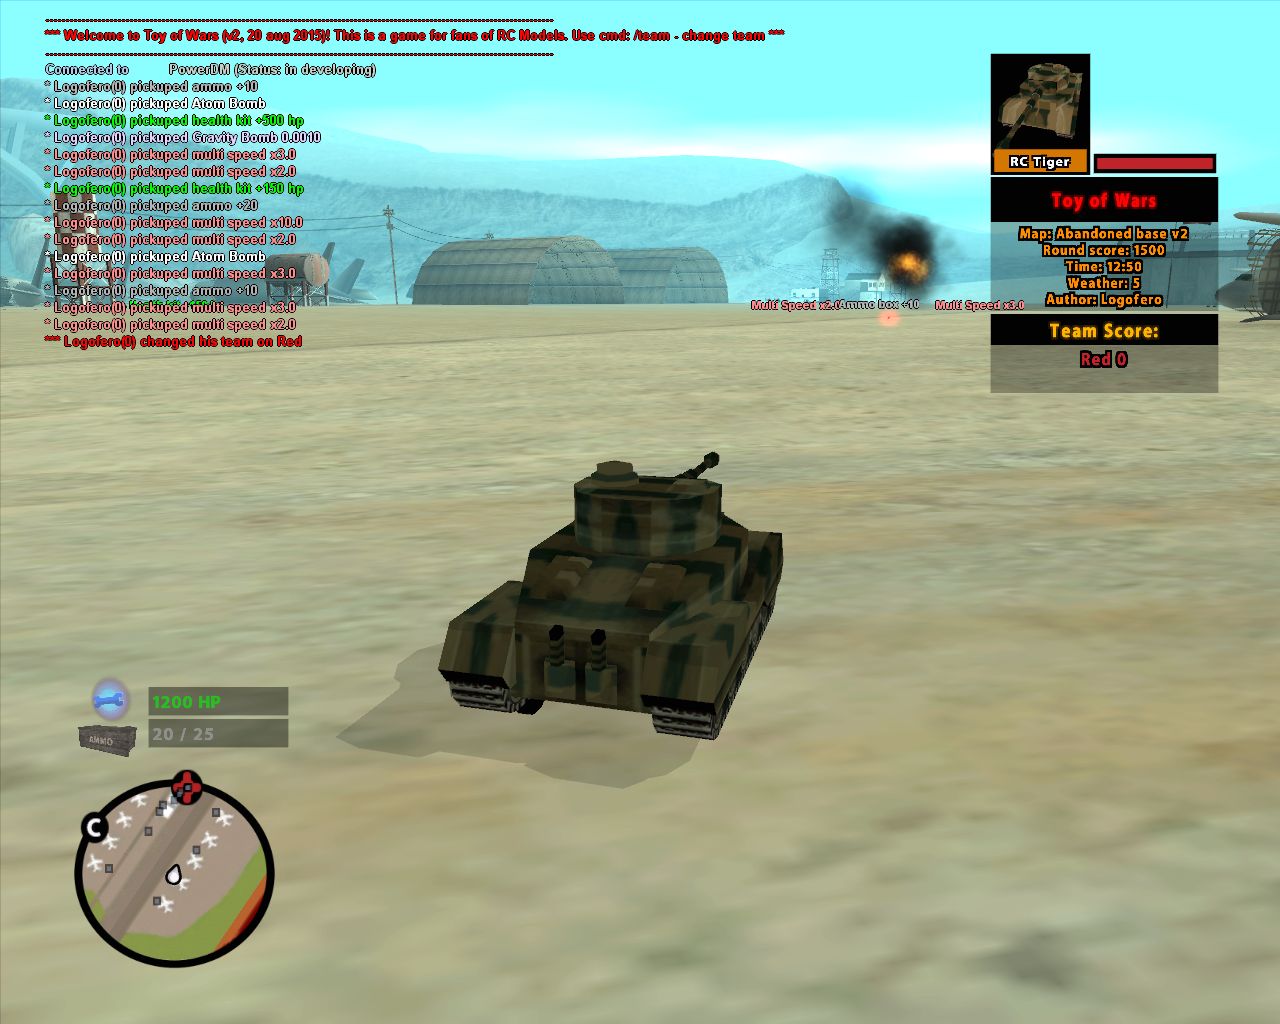 *** Welcome to Toy of Wars (v2, 20 aug 2015)! This is a game for fans of RC Models. Use cmd: /team - change team ***
Connected to PowerDM (Status: in developing)
* Logofero(0) pickuped ammo +10
* Logofero(0) pickuped Atom Bomb
* Logofero(0) pickuped health kit +500 hp
* Logofero(0) pickuped Gravity Bomb 0.0010
* Logofero(0) pickuped multi speed x3.0
* Logofero(0) pickuped multi speed x2.0
* Logofero(0) pickuped health kit +150 hp
* Logofero(0) pickuped ammo +20
* Logofero(0) pickuped multi speed x10.0
* Logofero(0) pickuped multi speed x2.0
* Logofero(0) pickuped Atom Bomb
* Logofero(0) pickuped multi speed x3.0
* Logofero(0) pickuped ammo +10
* Logofero(0) pickuped multi speed x3.0
* Logofero(0) pickuped multi speed x2.0
*** Logofero(0) changed his team on Red
RC Tiger
Toy of Wars
Map: Abandoned base v2
Round score: 1500
Time: 12:50
Weather: 5
Author: Logofero
Team Score:
Red 0
Multi Speed x2.0
Ammo box +10
Multi Speed x3.0
1200 HP
AMMO
20 / 25
C